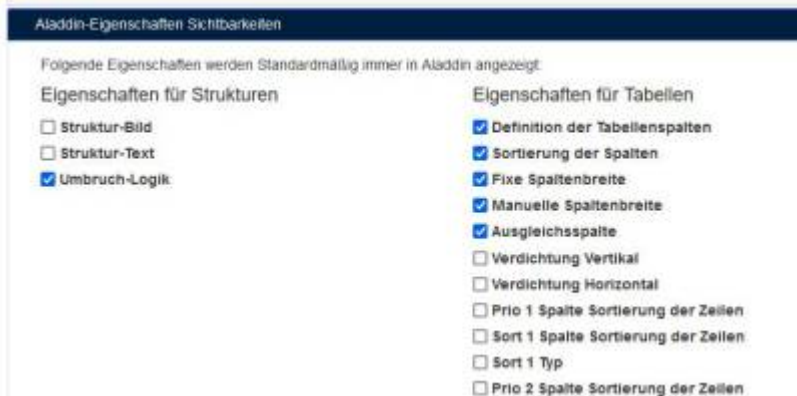 Aladdin-Eigenschaften Sichtbarkeiten
Folgende Eigenschaften werden Standardmäßig immer in Aladdin angezeigt:
Eigenschaften für Strukturen
Struktur-Bild
Struktur-Text
Umbruch-Logik
Eigenschaften für Tabellen
Definition der Tabellenspalten
Sortierung der Spalten
Fixe Spaltenbreite
Manuelle Spaltenbreite
Ausgleichsspalte
Verdichtung Vertikal
Verdichtung Horizontal
Prio 1 Spalte Sortierung der Zeilen
Sort 1 Spalte Sortierung der Zeilen
Sort 1 Typ
Prio 2 Spalte Sortierung der Zeilen